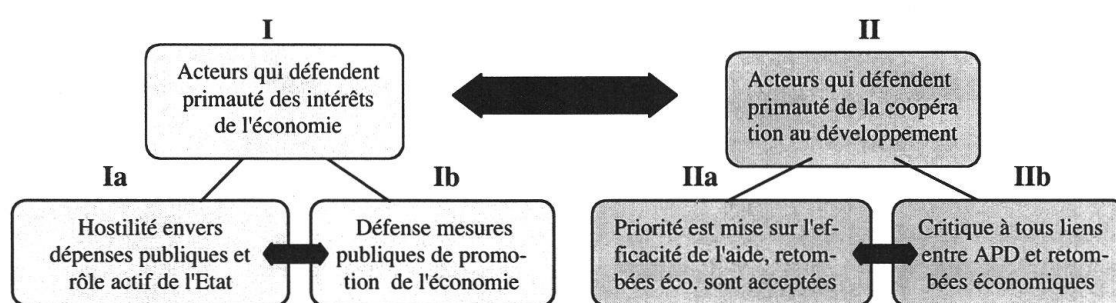 I
Acteurs qui défendent
primauté des intérêts
de l'économie
II
Acteurs qui défendent
primauté de la coopéra
tion au développement
Ia
Hostilité envers
dépenses publiques et
rôle actif de l'Etat
Ib
Défense mesures
publiques de promo-
tion de l'économie
IIa
Priorité est mise sur l'ef-
fficacité de l'aide, retom-
bées éco. sont acceptées
IIb
Critique à tous liens
entre APD et retom-
bées économiques